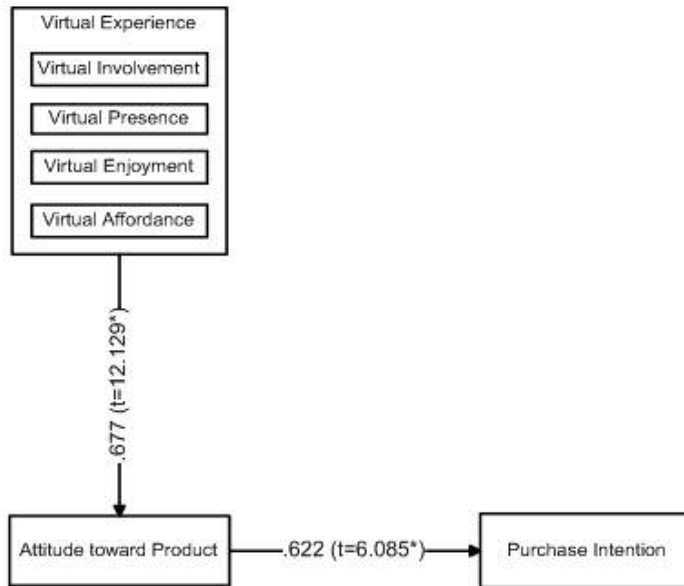 Virtual Experience
Virtual Involvement
Virtual Presence
Virtual Enjoyment
Virtual Affordance
.677 (t=12.129*)
Attitude toward Product
.622 (t=6.085*)
Purchase Intention